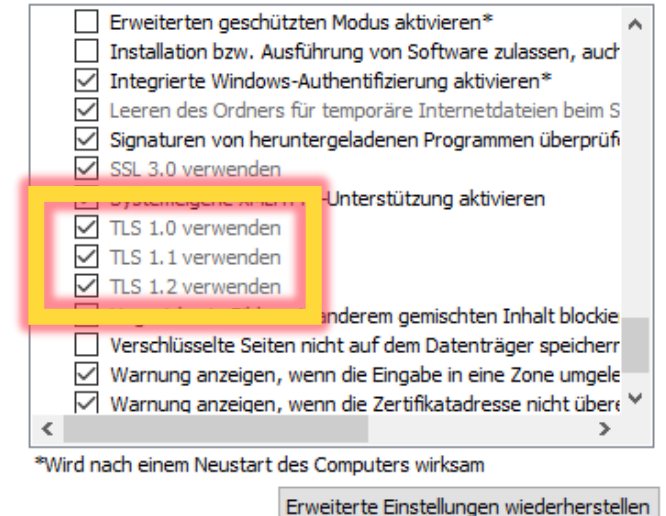 Erweiterten geschützten Modus aktivieren*
Installation bzw. Ausführung von Software zulassen, auch
Integrierte Windows-Authentifizierung aktivieren*
Leeren des Ordners für temporäre Internetdateien beim S
Signaturen von heruntergeladenen Programmen überprüfe
SSL 3.0 verwenden
-Unterstützung aktivieren
TLS 1.0 verwenden
TLS 1.1 verwenden
TLS 1.2 verwenden
anderem gemischten Inhalt blockie
Verschlüsselte Seiten nicht auf dem Datenträger speichern
Warnung anzeigen, wenn die Eingabe in eine Zone umgele
Warnung anzeigen, wenn die Zertifikatadresse nicht übere
*Wird nach einem Neustart des Computers wirksam
Erweiterte Einstellungen wiederherstellen